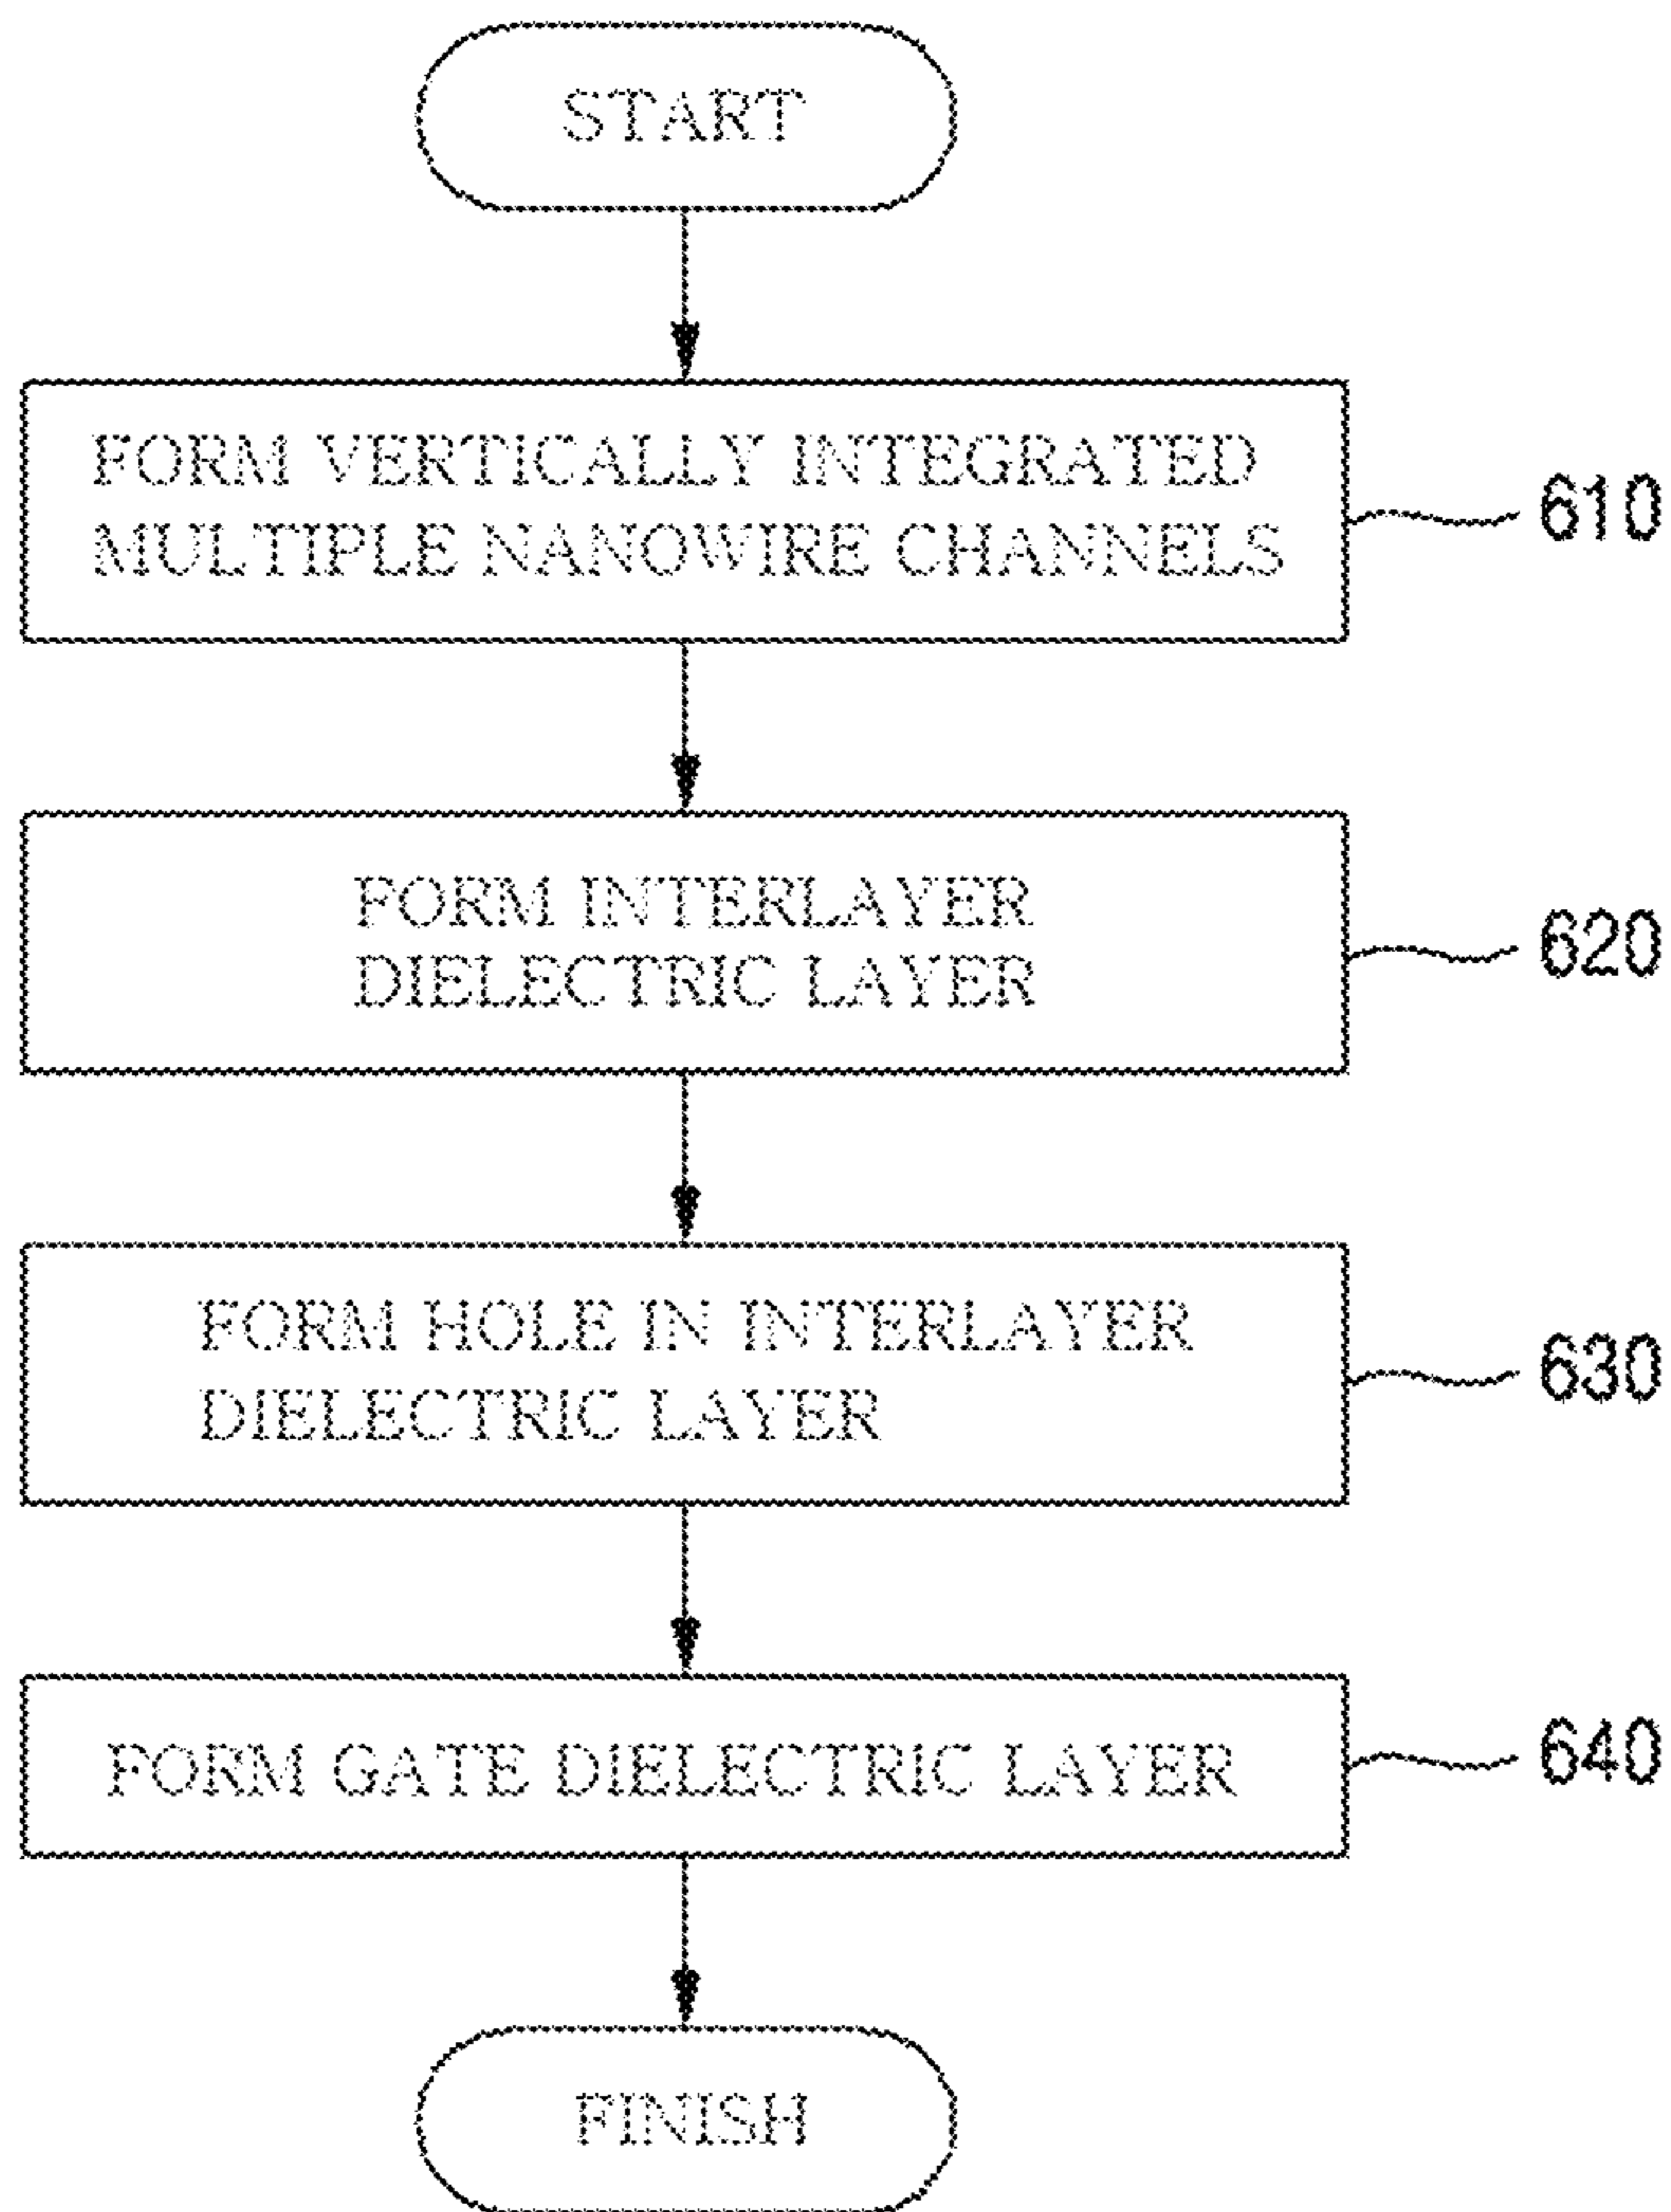 START
FORM VERTICALLY INTEGRATED
MULTIPLE NANOWIRE CHANNELS
610
FORM INTERLAYER
DIELECTRIC LAYER
620
FORM HOLE IN INTERLAYER
DIELECTRIC LAYER
630
FORM GATE DIELECTRIC LAYER
640
FINISH